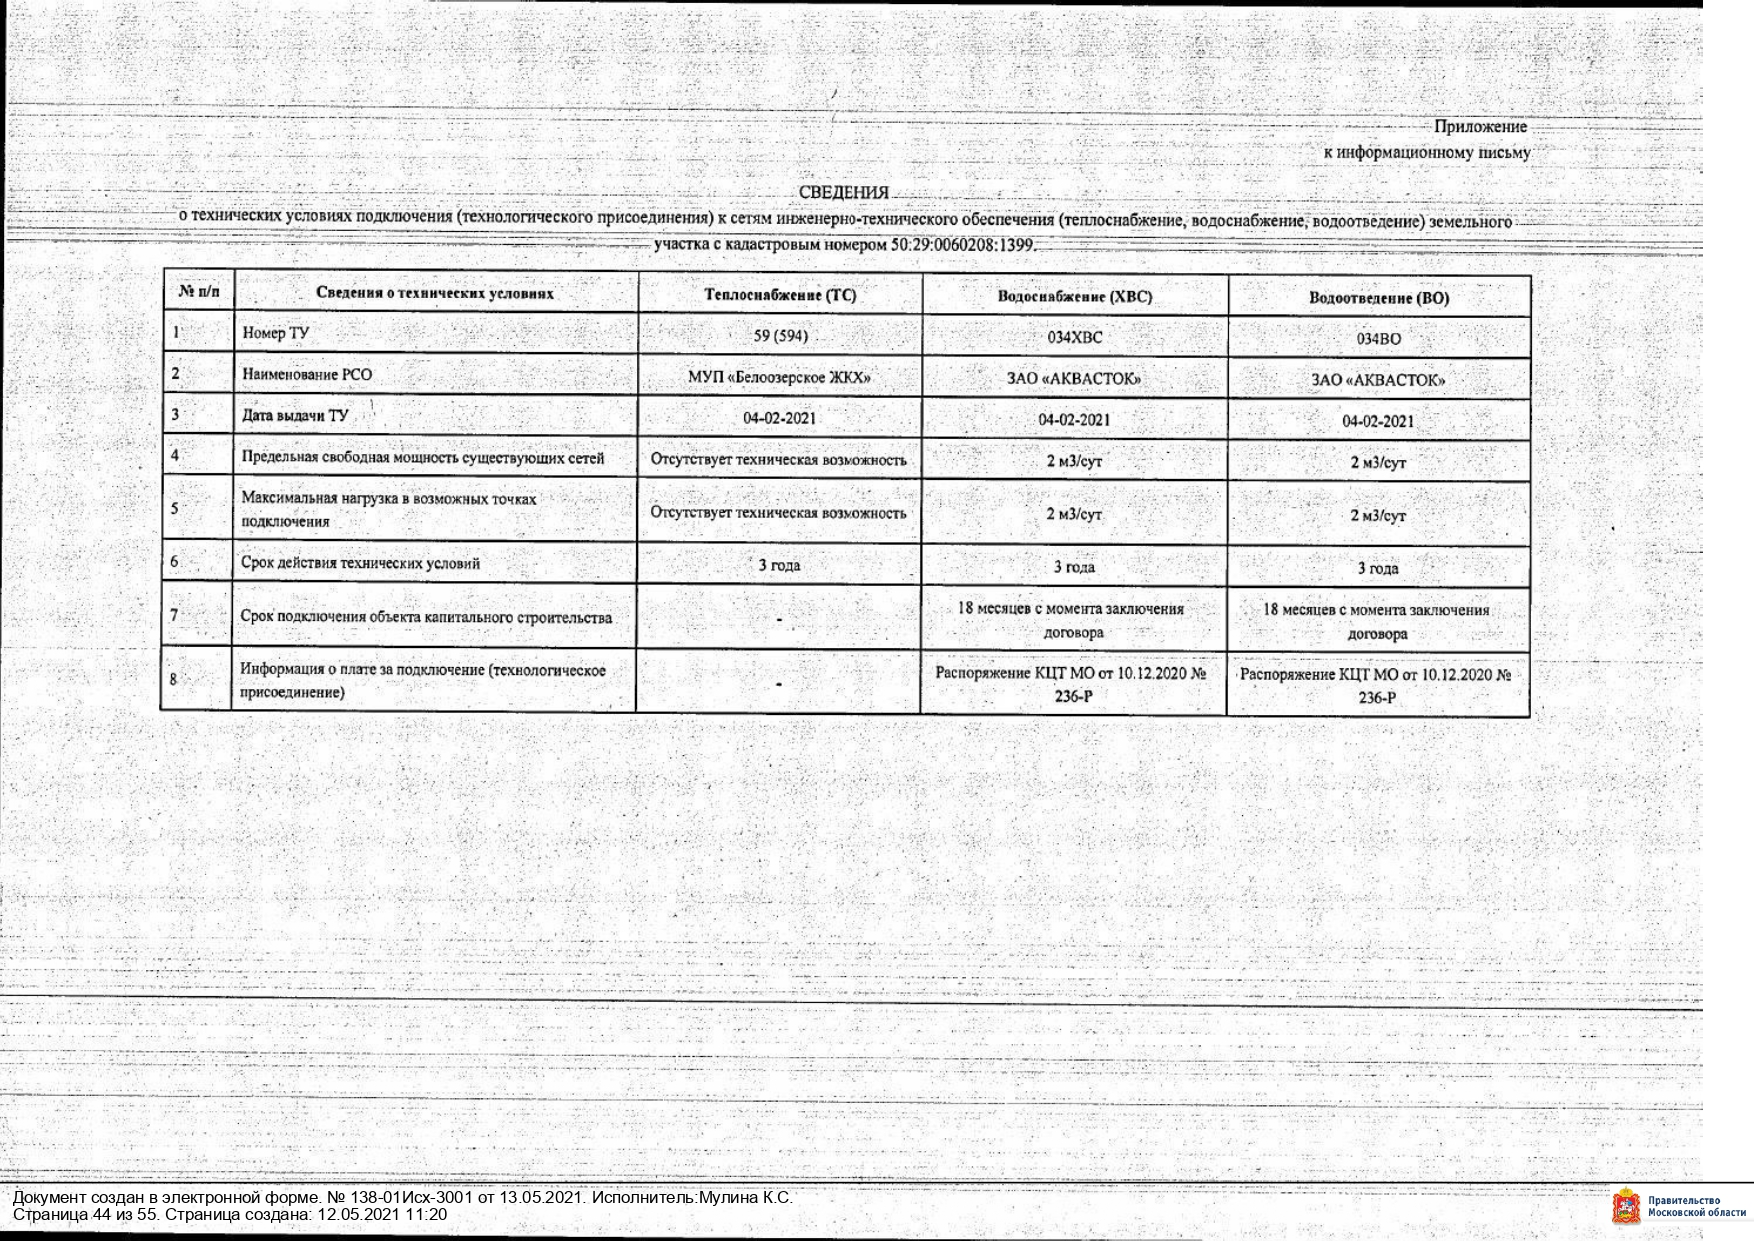 Приложение
к информационному письму
СВЕДЕНИЯ
о технических условиях подключения (технологического присоединения) к сетям инженерно-технического обеспечения (теплоснабжение, водоснабжение, водоотведение) земельного
участка с кадастровым номером 50:29:0060208:1399.
№ п/п Сведения о технических условиях Теплоснабжение (ТС) Водоснабжение (ХВС) Водоотведение (ВО)
1 Номер ТУ 59 (594) 034ХВС 034ВО
2 Наименование РСО МУП «Белоозерское ЖКХ» ЗАО «АКВАСТОК» ЗАО «АКВАСТОК»
3 Дата выдачи ТУ 04-02-2021 04-02-2021 04-02-2021
4 Предельная свободная мощность существующих сетей Отсутствует техническая возможность 2 м3/сут 2 м3/сут
5 Максимальная нагрузка в возможных точках
подключения Отсутствует техническая возможность 2 м3/сут 2 м3/сут
6 Срок действия технических условий 3 года 3 года 3 года
7 Срок подключения объекта капитального строительства - 18 месяцев с момента заключения
договора 18 месяцев с момента заключения
договора
8 Информация о плате за подключение (технологическое
присоединение) - Распоряжение КЦТ МО от 10.12.2020 №
236-Р Распоряжение КЦТ МО от 10.12.2020 №
236-Р
Документ создан в электронной форме. № 138-01Исх-3001 от 13.05.2021. Исполнитель:Мулина К.С.
Страница 44 из 55. Страница создана: 12.05.2021 11:20
Правительство
Московской области